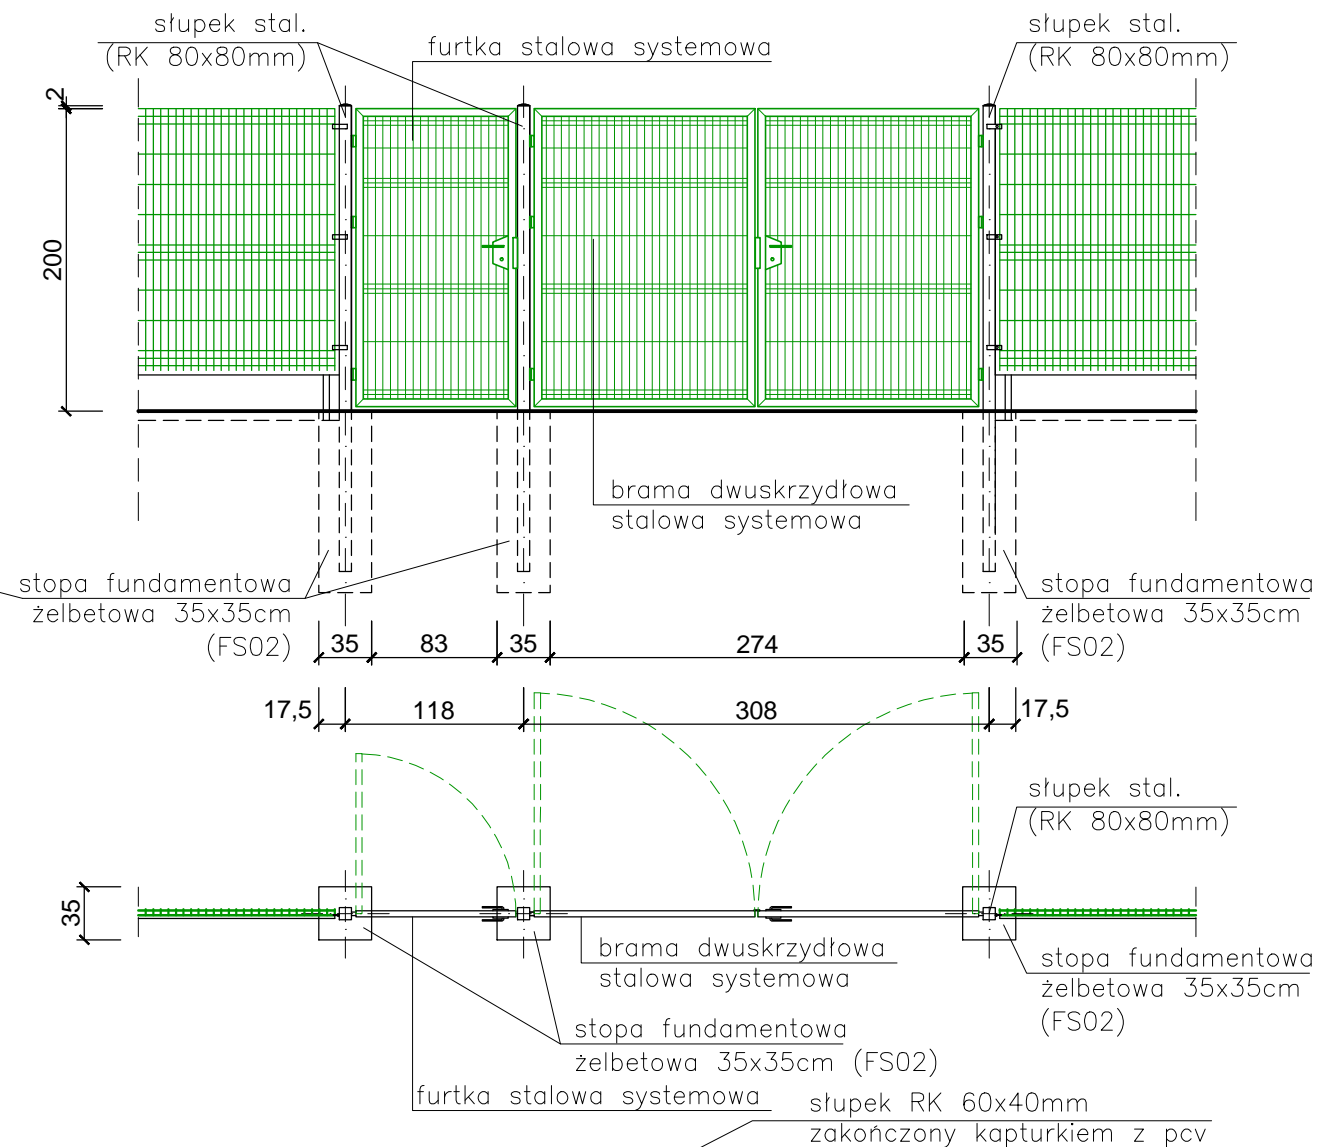 słupek stal.
(RK 80x80mm)
furtka stalowa systemowa
słupek stal.
(RK 80x80mm)
2
200
brama dwuskrzydłowa
stalowa systemowa
stopa fundamentowa
żelbetowa 35x35cm
(FS02)
stopa fundamentowa
żelbetowa 35x35cm
(FS02)
35
83
35
274
35
17,5
118
308
17,5
słupek stal.
(RK 80x80mm)
35
brama dwuskrzydłowa
stalowa systemowa
stopa fundamentowa
żelbetowa 35x35cm
(FS02)
stopa fundamentowa
żelbetowa 35x35cm (FS02)
furtka stalowa systemowa
słupek RK 60x40mm
zakończony kapturkiem z pcv